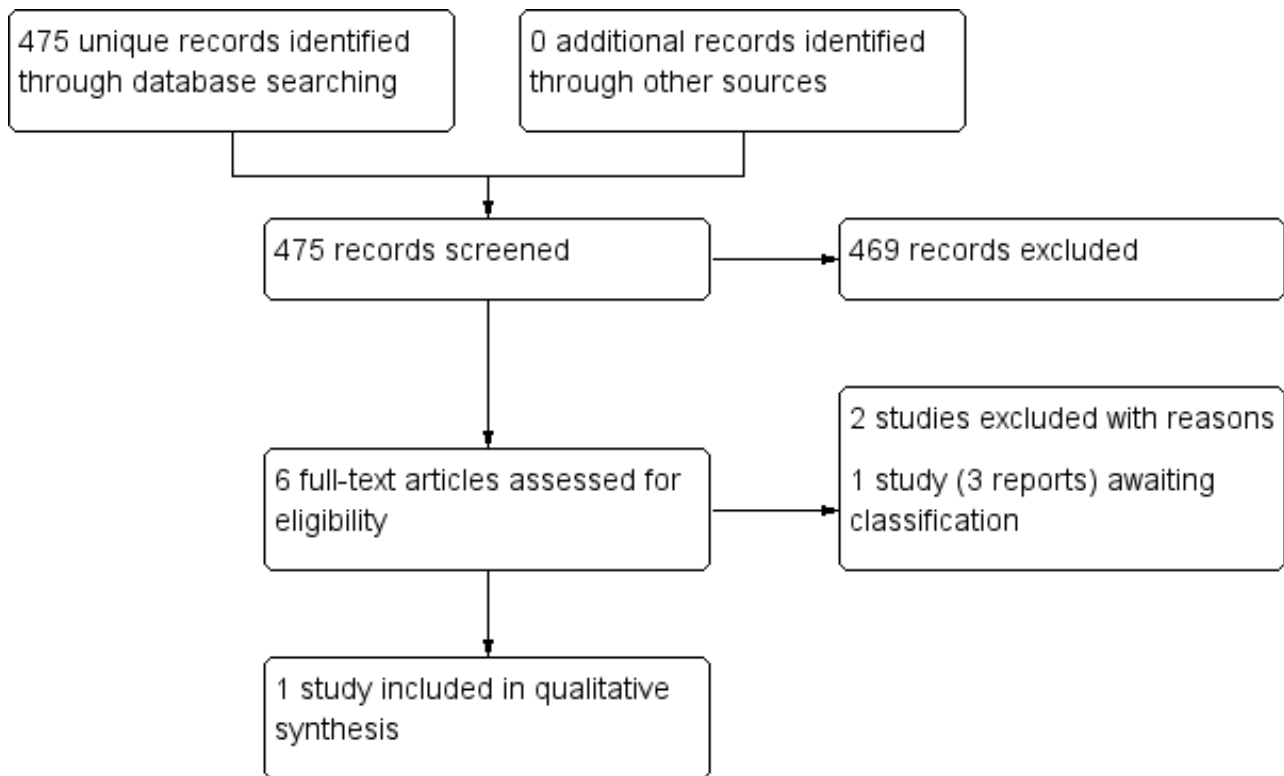 475 unique records identified
through database searching
0 additional records identified
through other sources
475 records screened
469 records excluded
6 full-text articles assessed for
eligibility
2 studies excluded with reasons
1 study (3 reports) awaiting
classification
1 study included in qualitative
synthesis